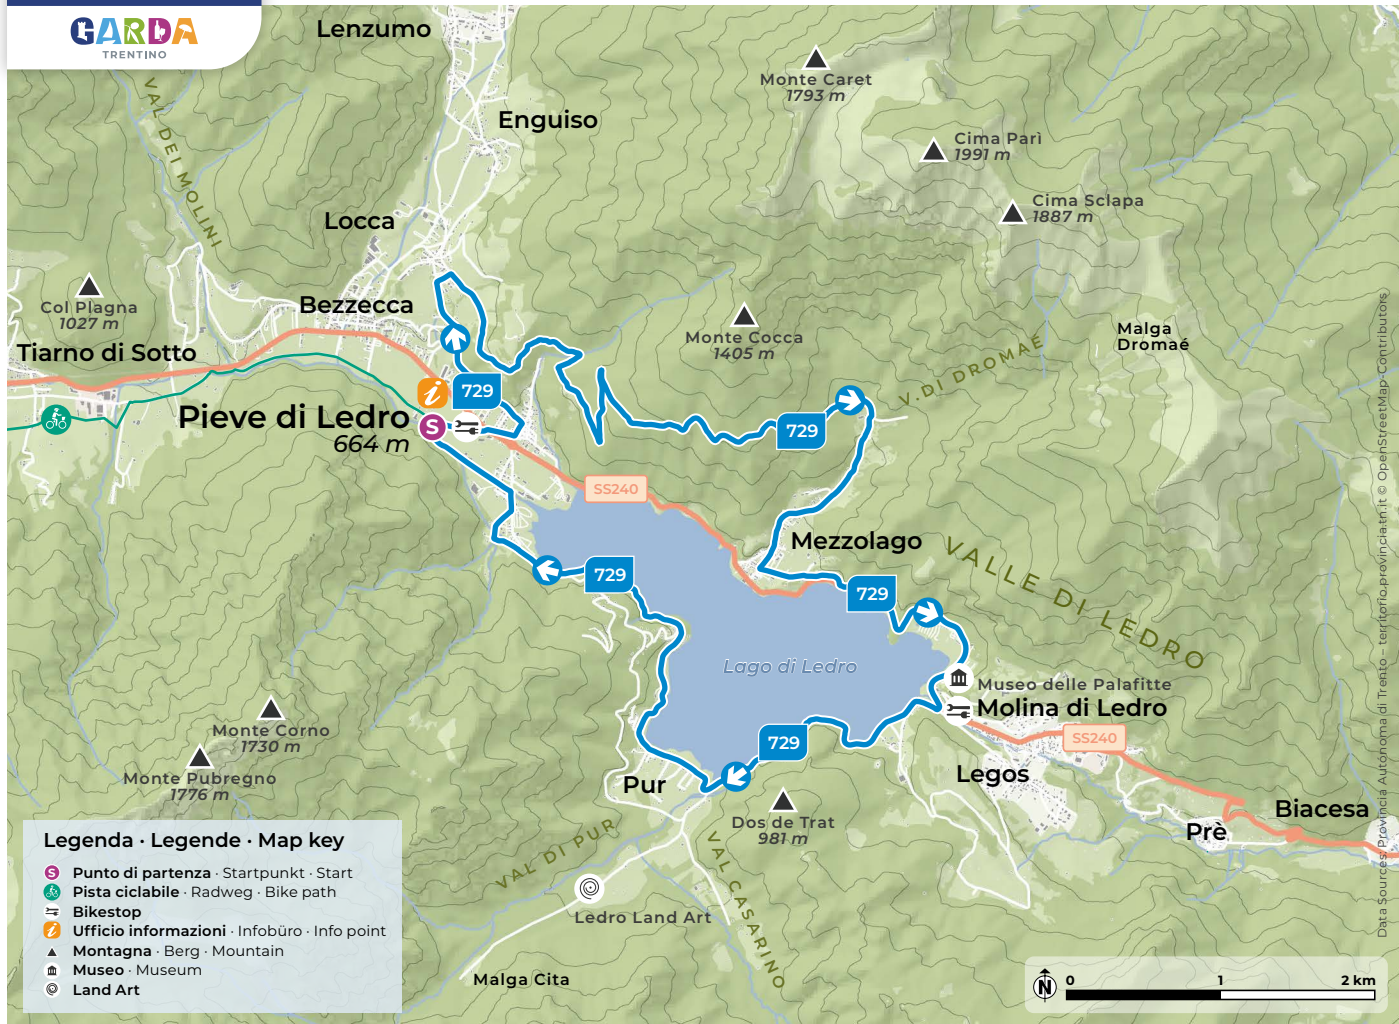 GARDA
TRENTINO
Lenzumo
Monte Caret
1793 m
Enguiso
Cima Parì
1991 m
VAL DEI MOLINI
Cima Sclapa
1887 m
Locca
Col Plagna
1027 m
Bezzecca
Monte Cocca
1405 m
Malga
Dromaé
Tiarno di Sotto
V. DI DROMAÉ
i
729
Pieve di Ledro
664 m
S
729
SS240
Mezzolago
VALLE DI LEDRO
729
729
Lago di Ledro
Museo delle Palafitte
Molina di Ledro
Monte Corno
1730 m
729
SS240
Monte Pubregno
1776 m
Pur
Legos
Dos de Trat
981 m
Biacesa
Prè
VAL DI PUR
VAL CASARINO
Ledro Land Art
Malga Cita
Legenda · Legende · Map key
S Punto di partenza · Startpunkt · Start
Pista ciclabile · Radweg · Bike path
Bikestop
i Ufficio informazioni · Infobüro · Info point
Montagna · Berg · Mountain
Museo · Museum
Land Art
N
0 1 2 km
Data Sources: Provincia Autonoma di Trento – territorio.provincia.tn.it © OpenStreetMap-Contributors